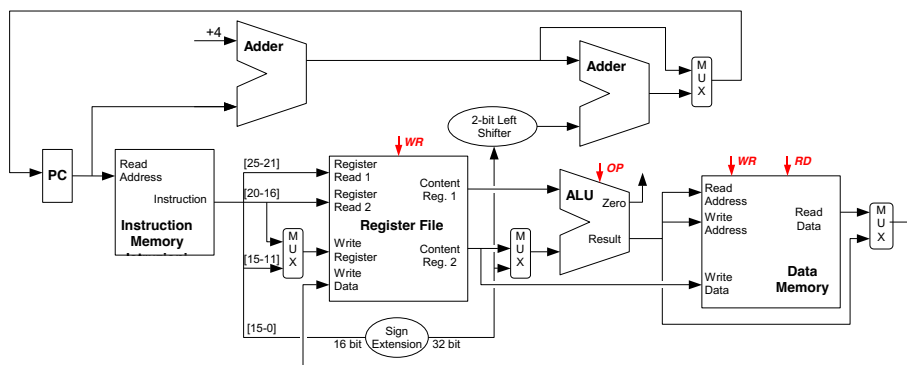 +4
Adder
Adder
M
U
X
2-bit Left
Shifter
WR
OP
WR
RD
PC
Read
Address
Instruction
Instruction
Memory
[25-21]
[20-16]
[15-11]
[15-0]
M
U
X
Register
Read 1
Register
Read 2
Write
Register
Write
Data
Register File
Content
Reg. 1
Content
Reg. 2
M
U
X
ALU
Zero
Result
Read
Address
Write
Address
Write
Data
Read
Data
Data
Memory
M
U
X
16 bit
Sign
Extension
32 bit